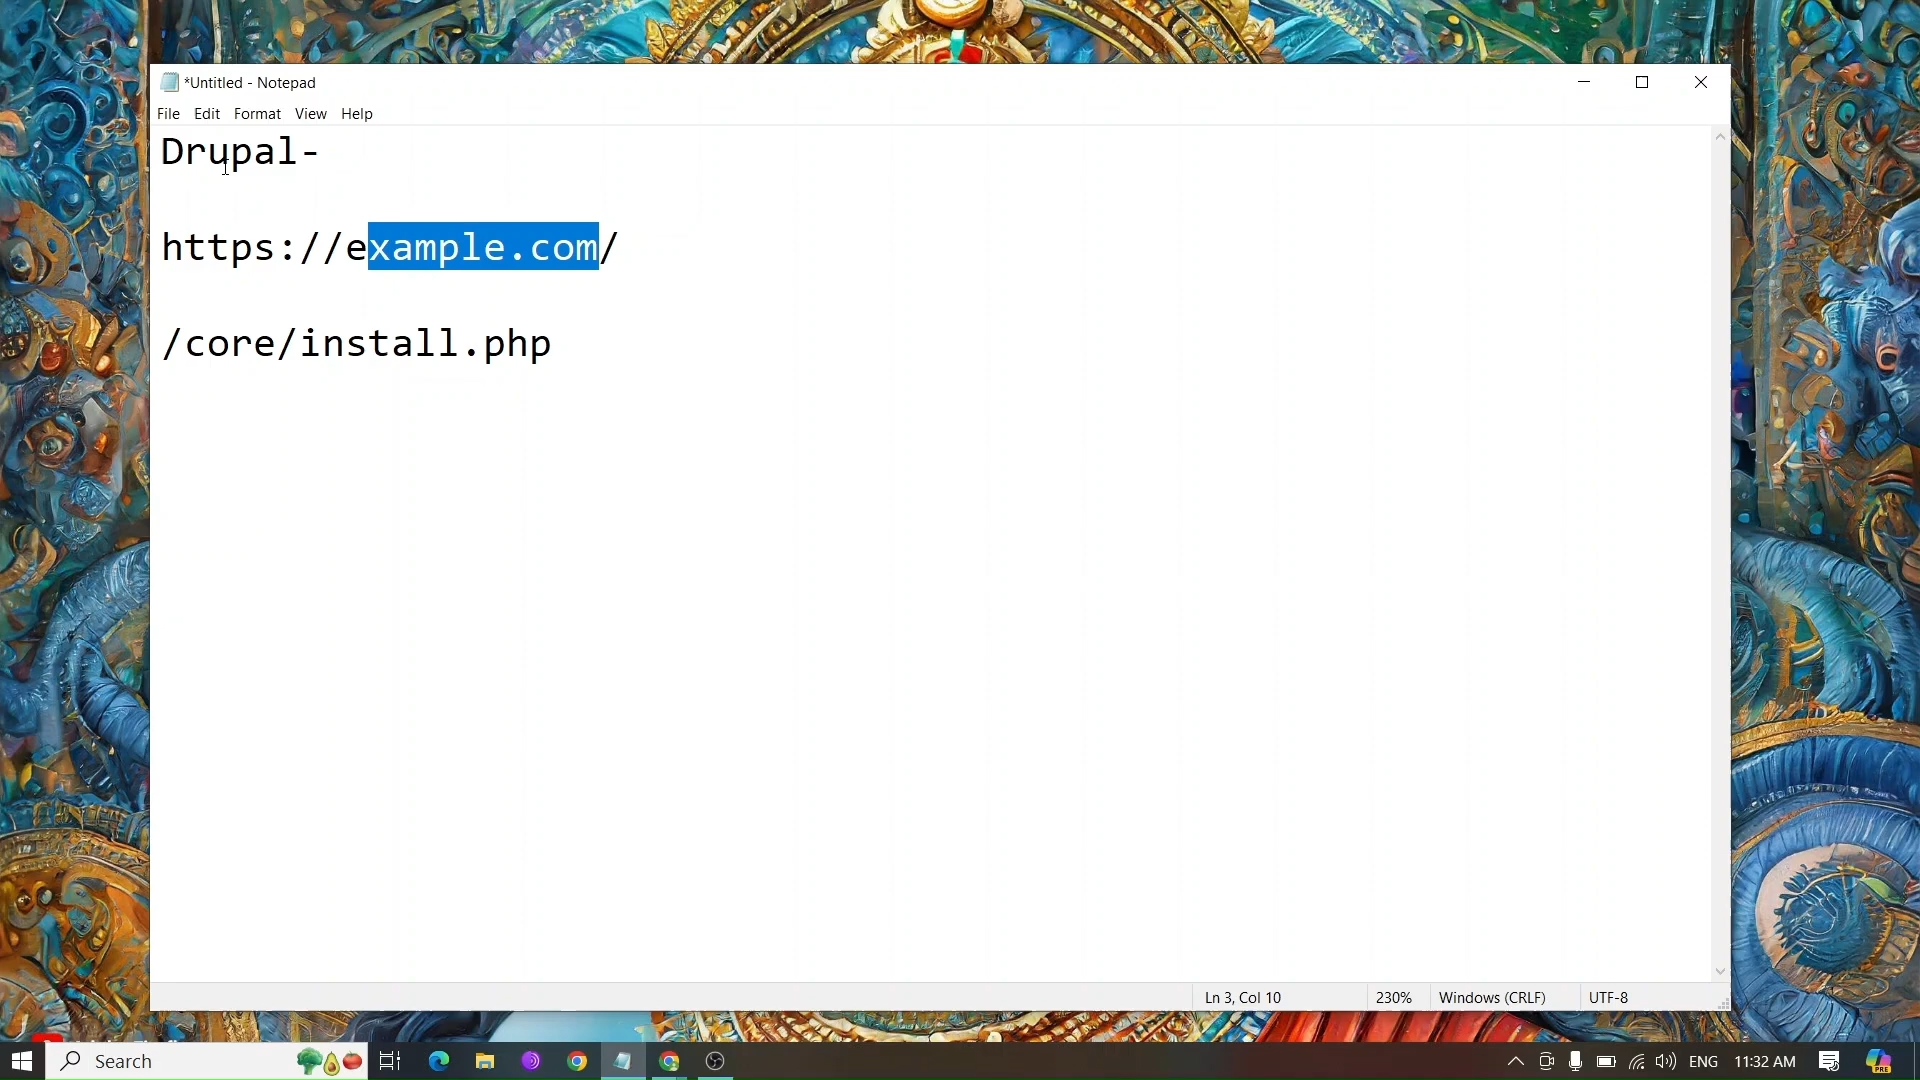 *Untitled - Notepad
File Edit Format View Help
Drupal-
https://example.com/
/core/install.php
Ln 3, Col 10 230% Windows (CRLF) UTF-8
Search ENG 11:32 AM
PRE